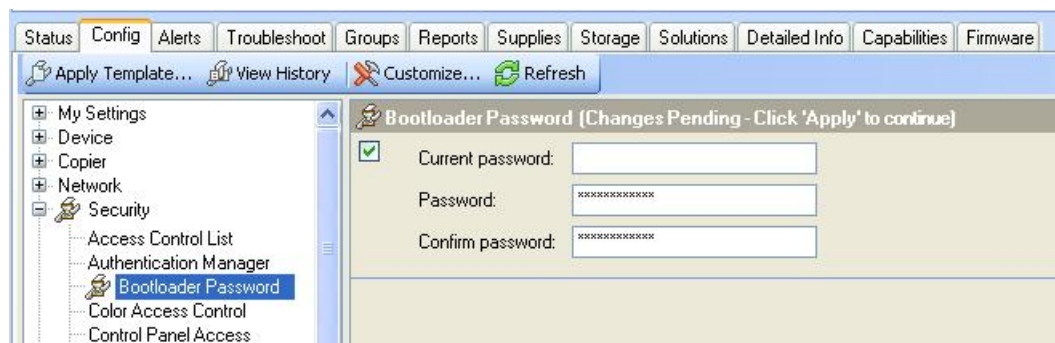 Status Config Alerts Troubleshoot Groups Reports Supplies Storage Solutions Detailed Info Capabilities Firmware
Apply Template... View History Customize... Refresh
My Settings
Device
Copier
Network
Security
Access Control List
Authentication Manager
Bootloader Password
Color Access Control
Control Panel Access
Bootloader Password (Changes Pending - Click 'Apply' to continue)
Current password:
Password: ************
Confirm password: ************